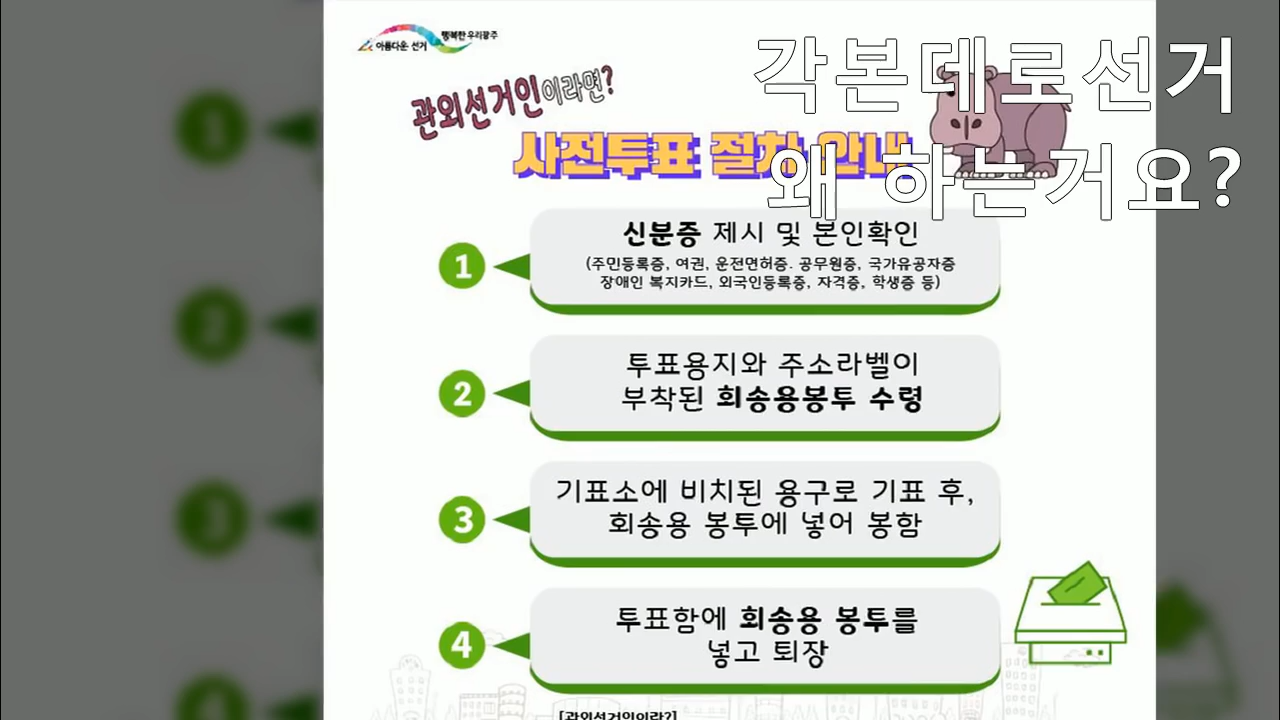 아름다운 선거 행복한 우리광주
각본데로선거
왜 하는거요?
관외선거인이라면?
사전투표 절차 안내
1
신분증 제시 및 본인확인
(주민등록증, 여권, 운전면허증. 공무원증, 국가유공자증
장애인 복지카드, 외국인등록증, 자격증, 학생증 등)
2
투표용지와 주소라벨이
부착된 회송용봉투 수령
3
기표소에 비치된 용구로 기표 후,
회송용 봉투에 넣어 봉함
4
투표함에 회송용 봉투를
넣고 퇴장
[관외선거인이란?]